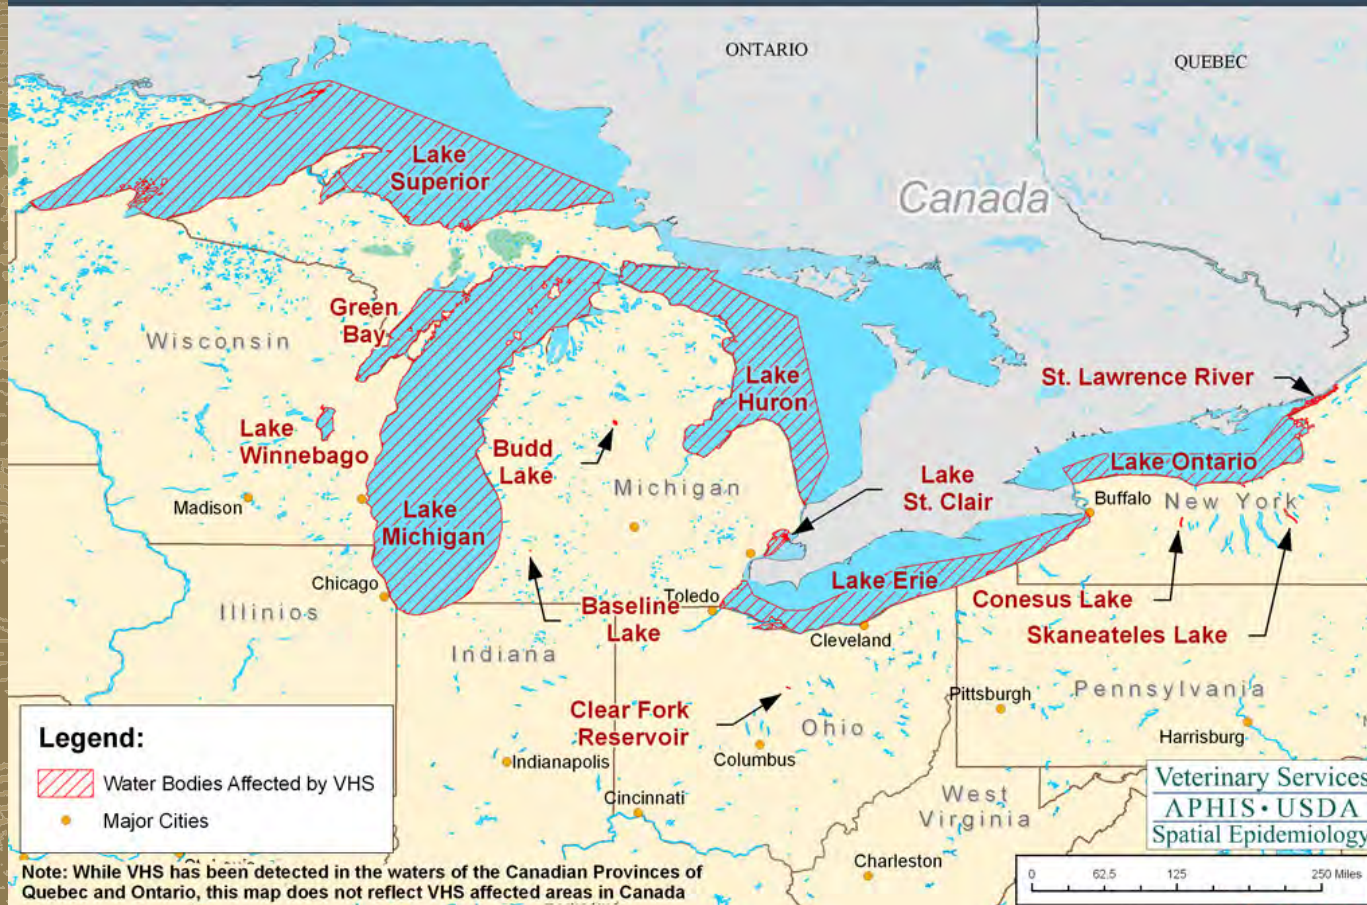 ONTARIO
QUEBEC
Canada
Lake
Superior
Green
Bay
Wisconsin
Lake
Huron
St. Lawrence River
Lake
Winnebago
Budd
Lake
Michigan
Lake
St. Clair
Lake Ontario
Buffalo
New York
Madison
Lake
Michigan
Chicago
Illinios
Baseline
Lake
Toledo
Lake Erie
Conesus Lake
Skaneateles Lake
Cleveland
Indiana
Clear Fork
Reservoir
Ohio
Pittsburgh
Pennsylvania
Harrisburg
Columbus
Indianapolis
Cincinnati
West
Virginia
Charleston
Legend:
Water Bodies Affected by VHS
Major Cities
Veterinary Services
APHIS•USDA
Spatial Epidemiology
Note: While VHS has been detected in the waters of the Canadian Provinces of
Quebec and Ontario, this map does not reflect VHS affected areas in Canada
0 62.5 125 250 Miles